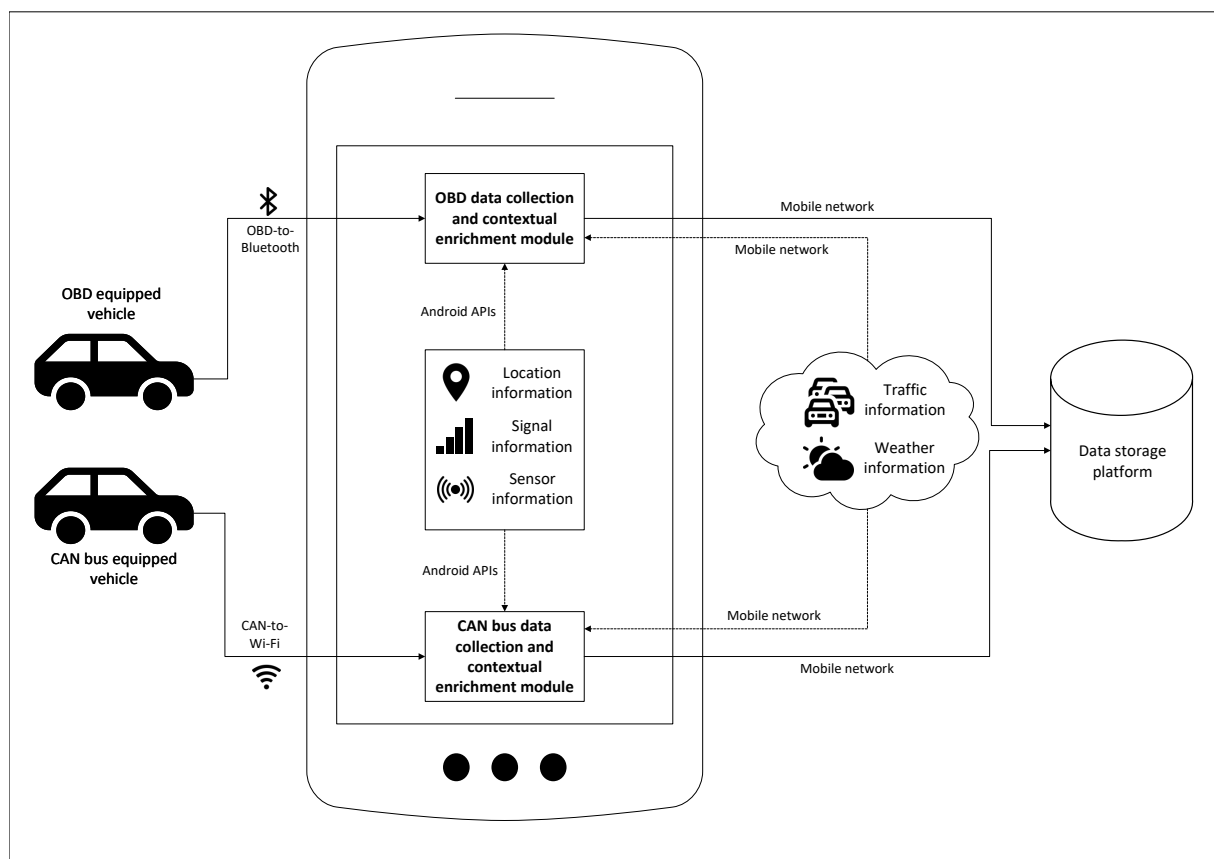 OBD data collection
and contextual
enrichment module
Mobile network
Mobile network
OBD-to-
Bluetooth
OBD equipped
vehicle
Android APIs
Location
information
Signal
information
Sensor
information
Traffic
information
Weather
information
Data storage
platform
CAN bus equipped
vehicle
Android APIs
CAN-to-
Wi-Fi
CAN bus data
collection and
contextual
enrichment module
Mobile network
Mobile network